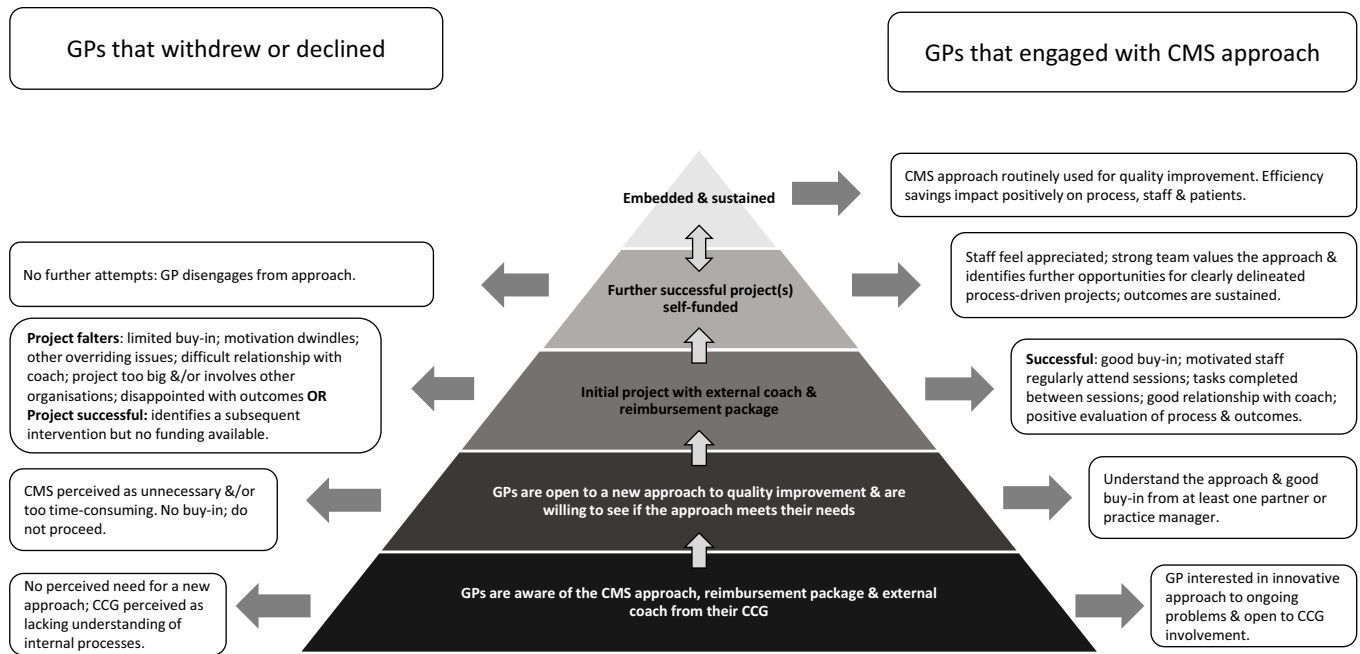 GPs that withdrew or declined
GPs that engaged with CMS approach
Embedded & sustained
CMS approach routinely used for quality improvement. Efficiency
savings impact positively on process, staff & patients.
No further attempts: GP disengages from approach.
Further successful project(s)
self-funded
Staff feel appreciated; strong team values the approach &
identifies further opportunities for clearly delineated
process-driven projects; outcomes are sustained.
Project falters: limited buy-in; motivation dwindles;
other overriding issues; difficult relationship with
coach; project too big &/or involves other
organisations; disappointed with outcomes OR
Project successful: identifies a subsequent
intervention but no funding available.
Initial project with external coach &
reimbursement package
Successful: good buy-in; motivated staff
regularly attend sessions; tasks completed
between sessions; good relationship with coach;
positive evaluation of process & outcomes.
CMS perceived as unnecessary &/or
too time-consuming. No buy-in; do
not proceed.
GPs are open to a new approach to quality improvement & are
willing to see if the approach meets their needs
Understand the approach & good
buy-in from at least one partner or
practice manager.
No perceived need for a new
approach; CCG perceived as
lacking understanding of
internal processes.
GPs are aware of the CMS approach, reimbursement package & external
coach from their CCG
GP interested in innovative
approach to ongoing
problems & open to CCG
involvement.